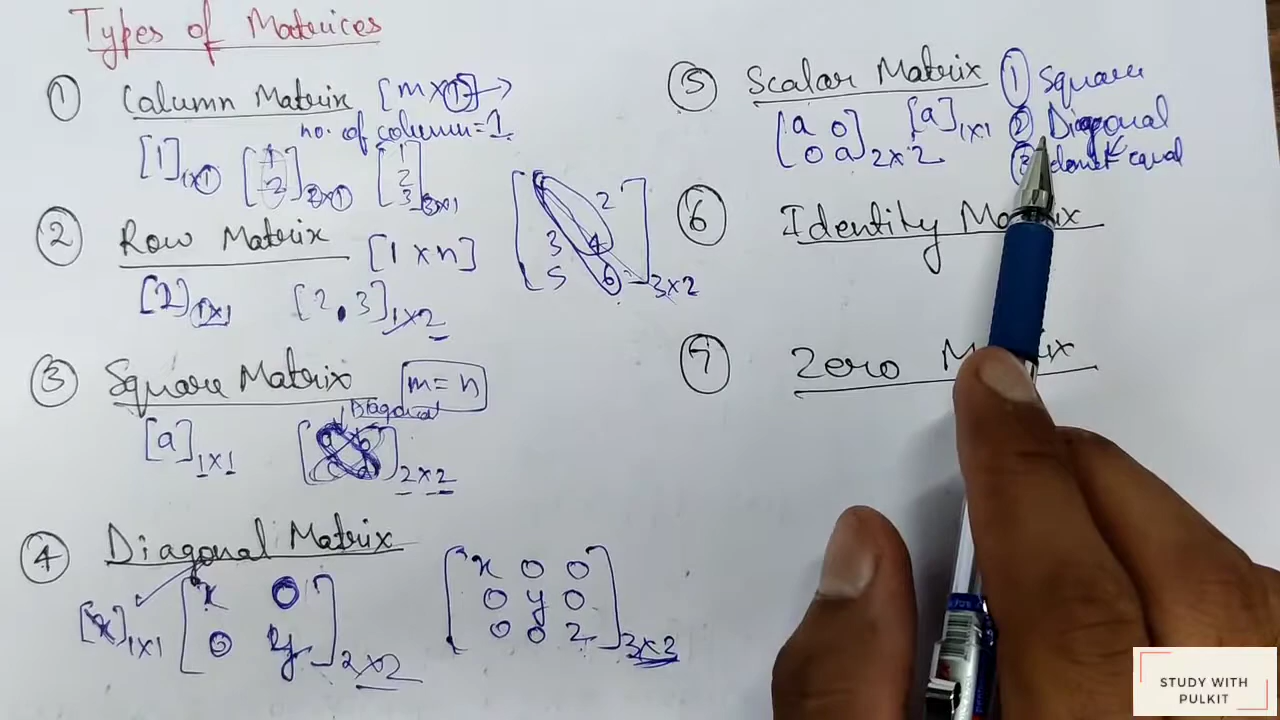 Types of Matrices
① Column Matrix [m×1]→
no. of column=1
[1]1×1 [1 2]2×1 [1 2 3]3×1
② Row Matrix [1×n]
[2]1×1 [2, 3]1×2
2
3 4
5 6
3×2
③ Square Matrix m=n
Diagonal
[a]1×1 2×2
④ Diagonal Matrix
[x]1×1
x 0
0 y
2×2
x 0 0
0 y 0
0 0 z
3×3
⑤ Scalar Matrix
① Square
② Diagonal
equal
a 0
0 a
2×2
[a]1×1
⑥ Identity
⑦ Zero
STUDY WITH
PULKIT